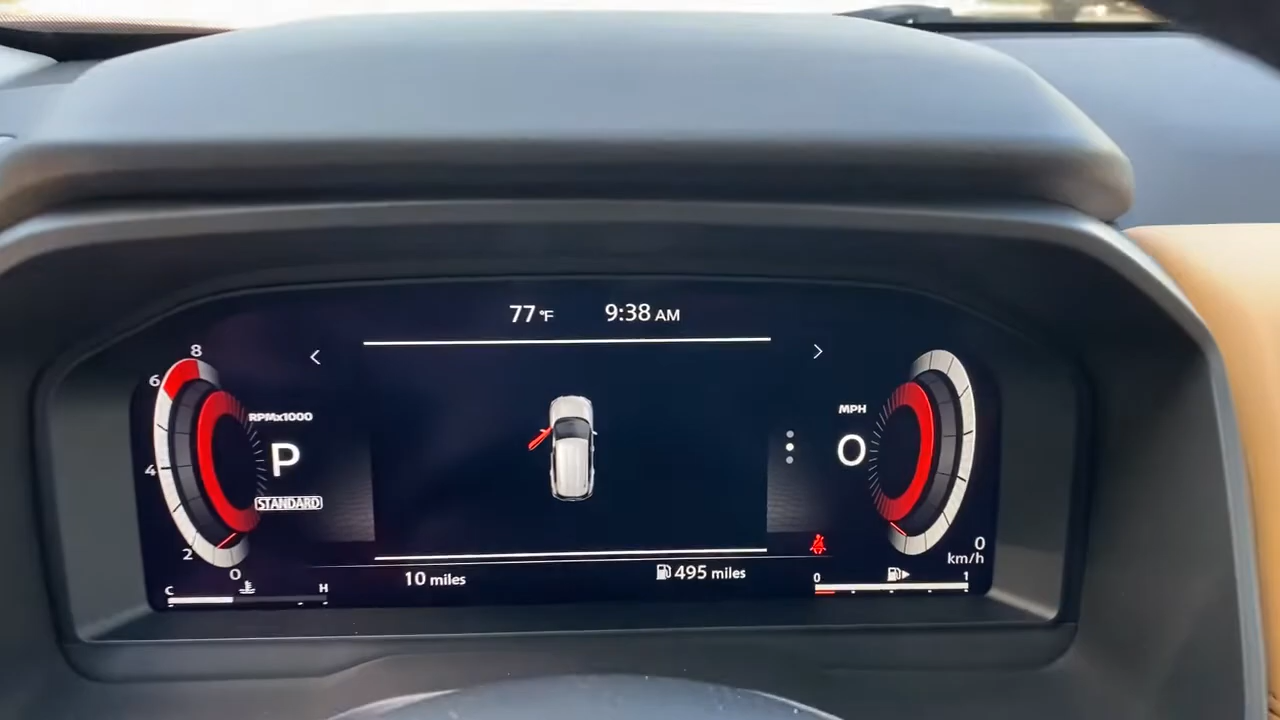 77 °F 9:38 AM
8
6
4
2
0
RPMx1000
P
STANDARD
C H
10 miles
495 miles
MPH
0
0
km/h
0 1